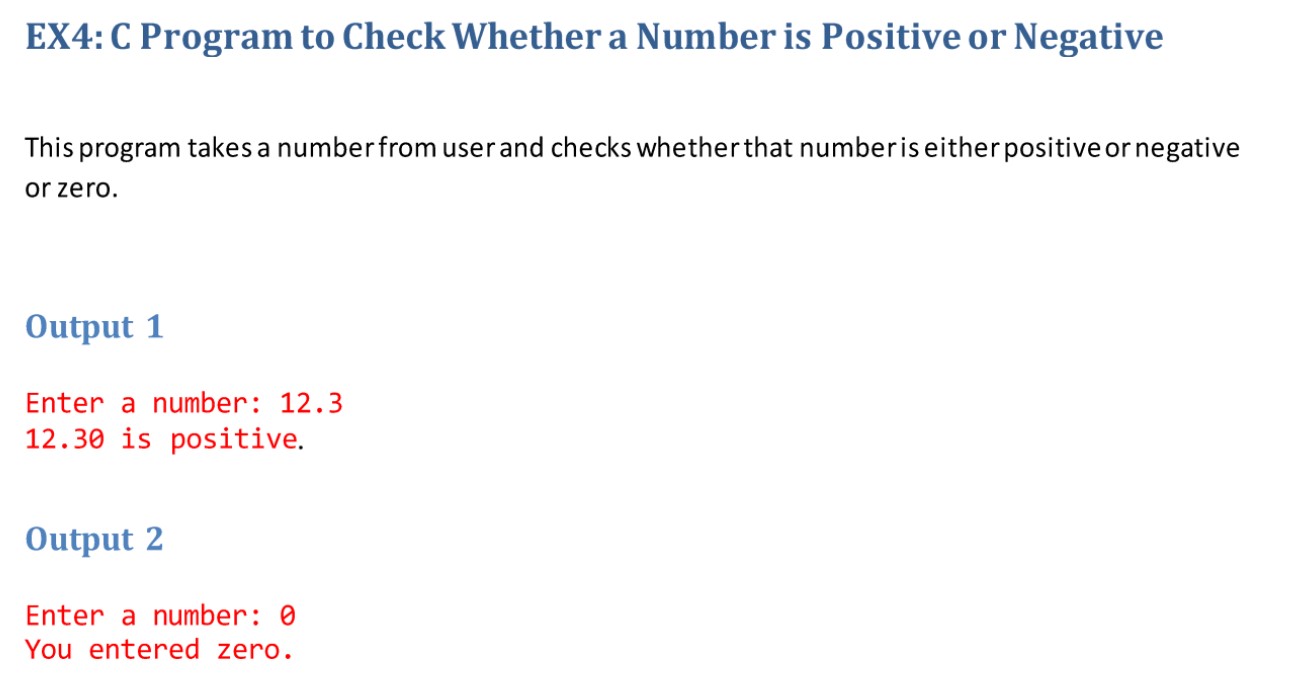 EX4: C Program to Check Whether a Number is Positive or Negative
This program takes a number from user and checks whether that number is either positive or negative
or zero.
Output 1
Enter a number: 12.3
12.30 is positive.
Output 2
Enter a number: 0
You entered zero.